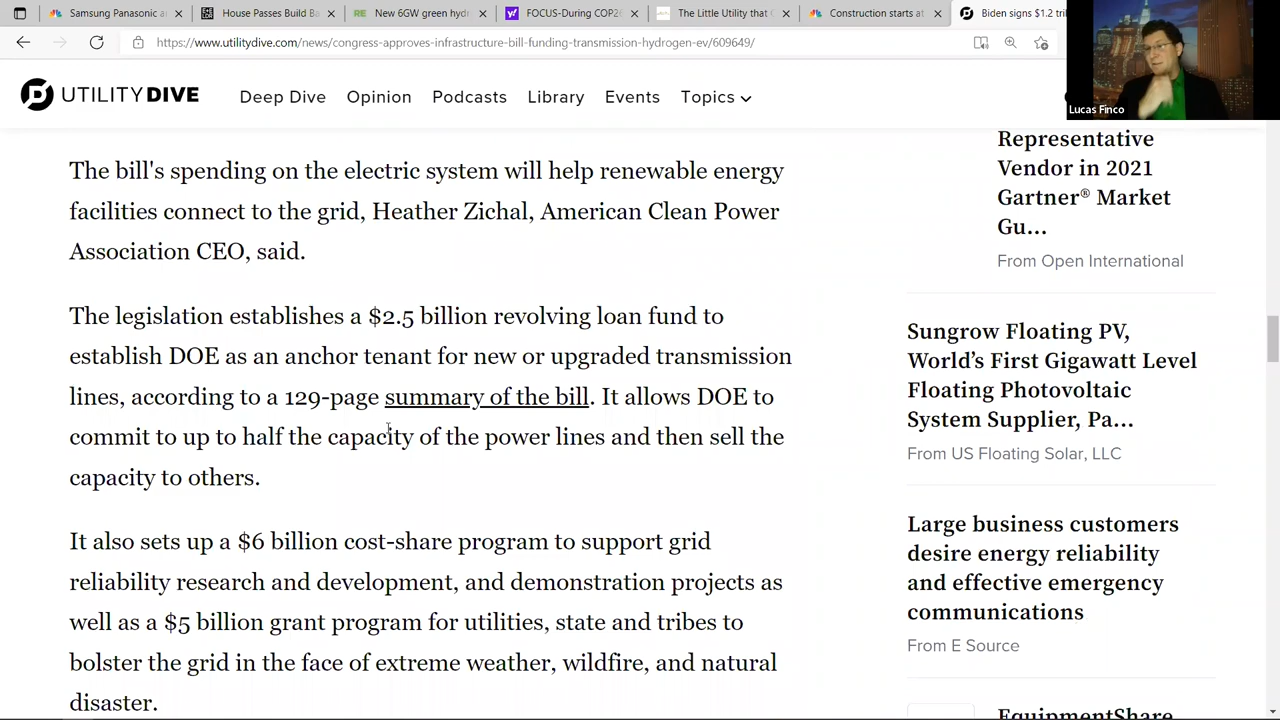 Samsung Panasonic a
House Passes Build Ba
New 6GW green hydr
FOCUS-During COP2
The Little Utility
Construction starts at
Biden signs $1.2 tri
https://www.utilitydive.com/news/congress-approves-infrastructure-bill-funding-transmission-hydrogen-ev/609649/
Lucas Finco
UTILITY DIVE
Deep Dive
Opinion
Podcasts
Library
Events
Topics
The bill's spending on the electric system will help renewable energy
facilities connect to the grid, Heather Zichal, American Clean Power
Association CEO, said.
The legislation establishes a $2.5 billion revolving loan fund to
establish DOE as an anchor tenant for new or upgraded transmission
lines, according to a 129-page summary of the bill. It allows DOE to
commit to up to half the capacity of the power lines and then sell the
capacity to others.
It also sets up a $6 billion cost-share program to support grid
reliability research and development, and demonstration projects as
well as a $5 billion grant program for utilities, state and tribes to
bolster the grid in the face of extreme weather, wildfire, and natural
disaster.
Representative
Vendor in 2021
Gartner® Market
Gu...
From Open International
Sungrow Floating PV,
World's First Gigawatt Level
Floating Photovoltaic
System Supplier, Pa...
From US Floating Solar, LLC
Large business customers
desire energy reliability
and effective emergency
communications
From E Source
EquipmentShare